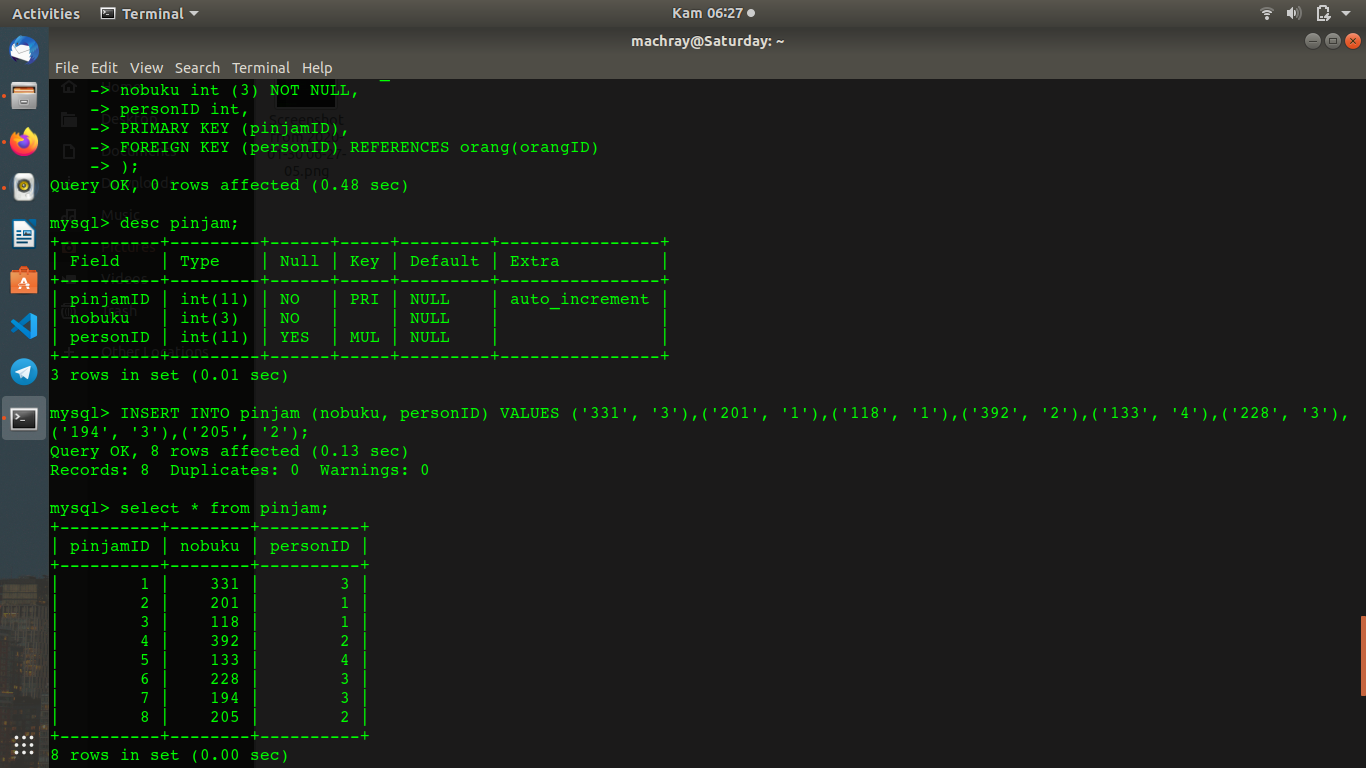 Activities Terminal Kam 06:27
machray@Saturday: ~
File Edit View Search Terminal Help
-> nobuku int (3) NOT NULL,
-> personID int,
-> PRIMARY KEY (pinjamID),
-> FOREIGN KEY (personID) REFERENCES orang(orangID)
-> );
Query OK, 0 rows affected (0.48 sec)
mysql> desc pinjam;
+----------+---------+------+-----+---------+----------------+
| Field    | Type    | Null | Key | Default | Extra          |
+----------+---------+------+-----+---------+----------------+
| pinjamID | int(11) | NO   | PRI | NULL    | auto_increment |
| nobuku   | int(3)  | NO   |     | NULL    |                |
| personID | int(11) | YES  | MUL | NULL    |                |
+----------+---------+------+-----+---------+----------------+
3 rows in set (0.01 sec)
mysql> INSERT INTO pinjam (nobuku, personID) VALUES ('331', '3'),('201', '1'),('118', '1'),('392', '2'),('133', '4'),('228', '3'),
('194', '3'),('205', '2');
Query OK, 8 rows affected (0.13 sec)
Records: 8  Duplicates: 0  Warnings: 0
mysql> select * from pinjam;
+----------+--------+----------+
| pinjamID | nobuku | personID |
+----------+--------+----------+
|        1 |    331 |        3 |
|        2 |    201 |        1 |
|        3 |    118 |        1 |
|        4 |    392 |        2 |
|        5 |    133 |        4 |
|        6 |    228 |        3 |
|        7 |    194 |        3 |
|        8 |    205 |        2 |
+----------+--------+----------+
8 rows in set (0.00 sec)